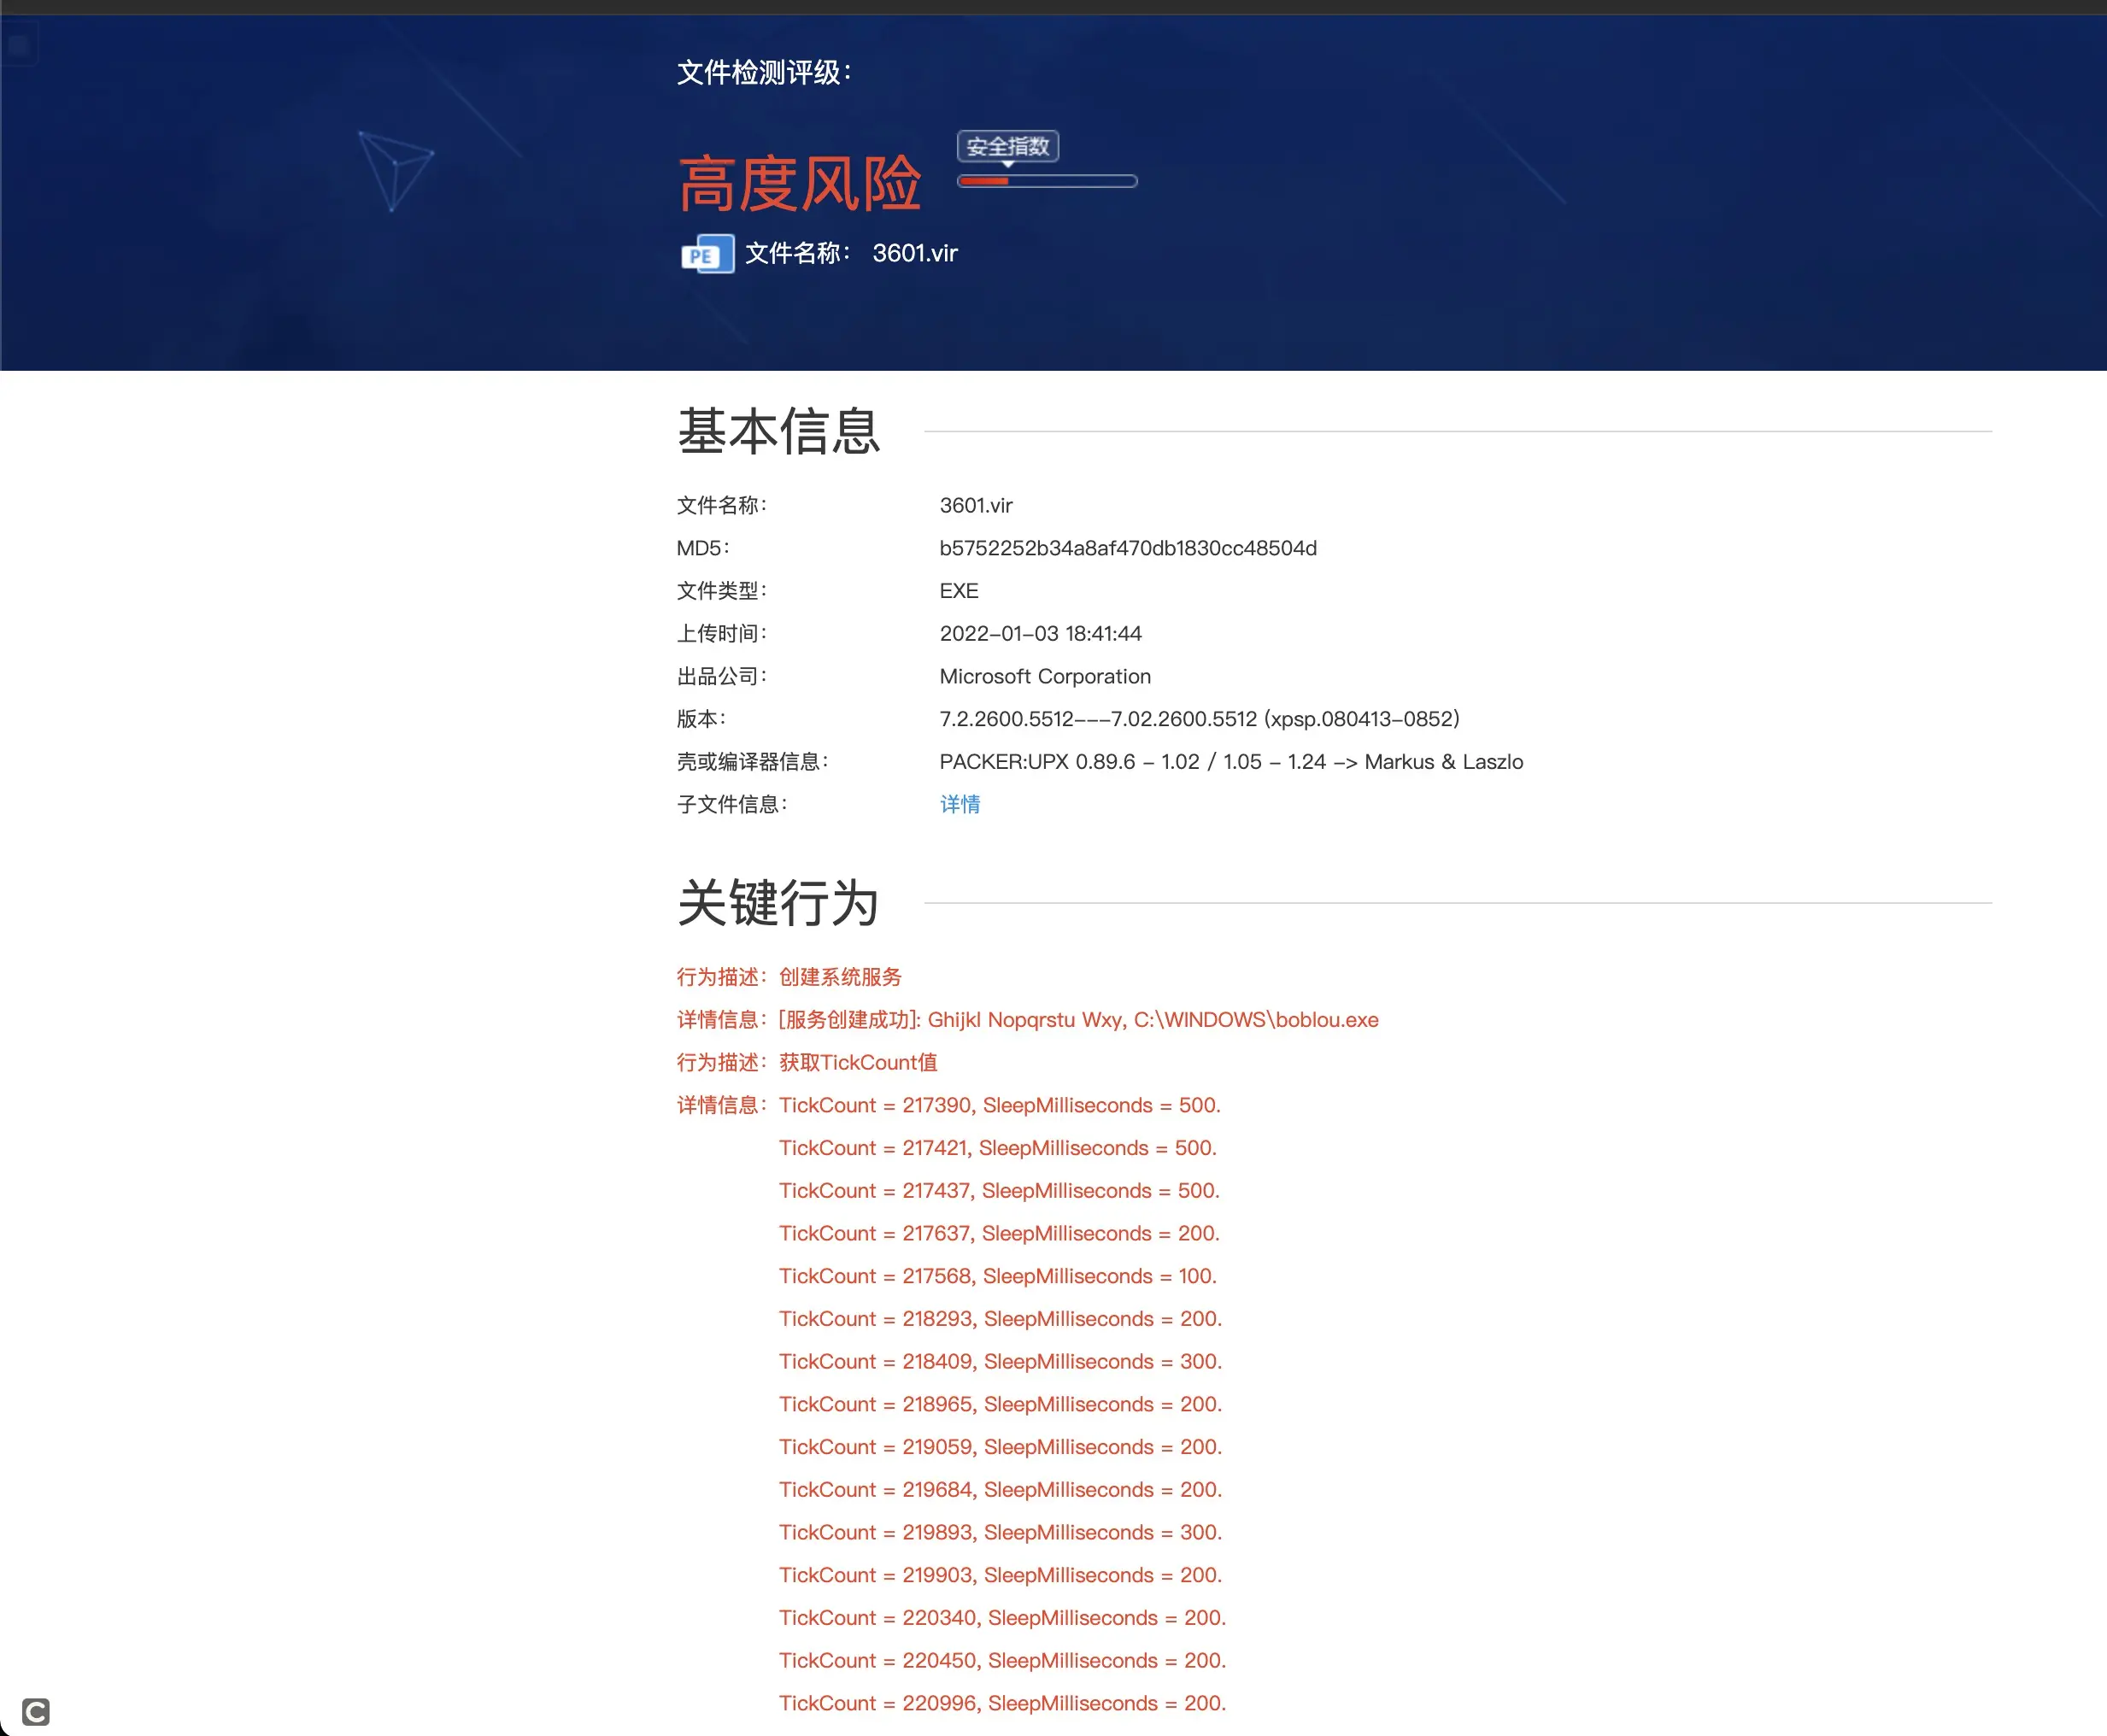 文件检测评级：
安全指数
高度风险
PE 文件名称： 3601.vir
基本信息
文件名称： 3601.vir
MD5： b5752252b34a8af470db1830cc48504d
文件类型： EXE
上传时间： 2022-01-03 18:41:44
出品公司： Microsoft Corporation
版本： 7.2.2600.5512---7.02.2600.5512 (xpsp.080413-0852)
壳或编译器信息： PACKER:UPX 0.89.6 - 1.02 / 1.05 - 1.24 -> Markus & Laszlo
子文件信息： 详情
关键行为
行为描述：创建系统服务
详情信息：[服务创建成功]: Ghijkl Nopqrstu Wxy, C:\WINDOWS\boblou.exe
行为描述：获取TickCount值
详情信息：TickCount = 217390, SleepMilliseconds = 500.
TickCount = 217421, SleepMilliseconds = 500.
TickCount = 217437, SleepMilliseconds = 500.
TickCount = 217637, SleepMilliseconds = 200.
TickCount = 217568, SleepMilliseconds = 100.
TickCount = 218293, SleepMilliseconds = 200.
TickCount = 218409, SleepMilliseconds = 300.
TickCount = 218965, SleepMilliseconds = 200.
TickCount = 219059, SleepMilliseconds = 200.
TickCount = 219684, SleepMilliseconds = 200.
TickCount = 219893, SleepMilliseconds = 300.
TickCount = 219903, SleepMilliseconds = 200.
TickCount = 220340, SleepMilliseconds = 200.
TickCount = 220450, SleepMilliseconds = 200.
TickCount = 220996, SleepMilliseconds = 200.
C